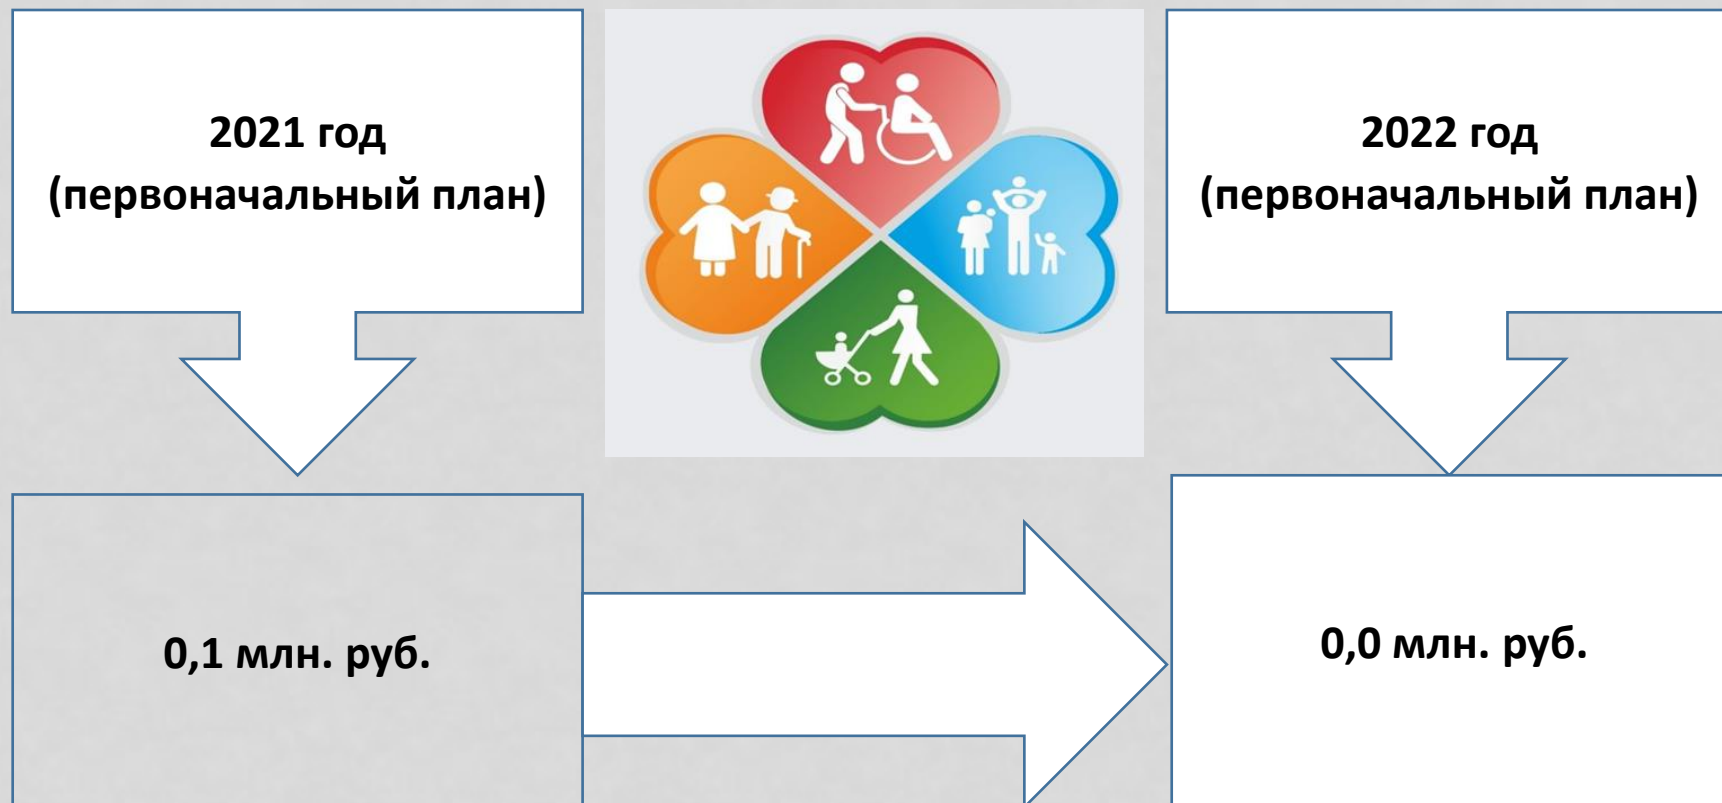 2021 год
(первоначальный план)
2022 год
(первоначальный план)
0,1 млн. руб.
0,0 млн. руб.